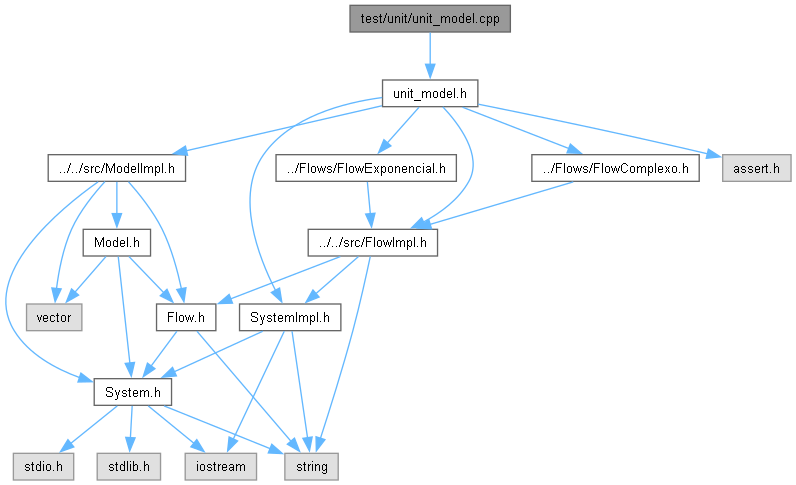 test/unit/unit_model.cpp
unit_model.h
../../src/ModelImpl.h
../Flows/FlowExponencial.h
../Flows/FlowComplexo.h
assert.h
Model.h
../../src/FlowImpl.h
vector
Flow.h
SystemImpl.h
System.h
stdio.h
stdlib.h
iostream
string